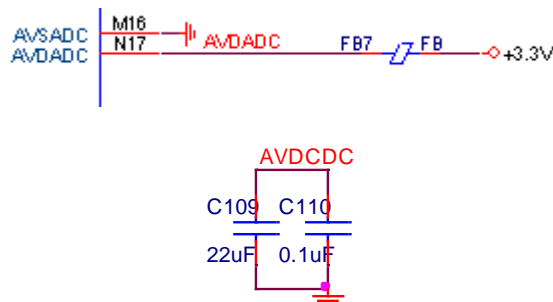 M16
AVSADC
AVDADC
N17
AVDADC
FB7
FB
+3.3V
AVDCDC
C109
C110
22uF
0.1uF